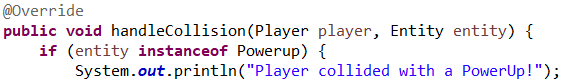 @Override
public void handleCollision(Player player, Entity entity) {
if (entity instanceof Powerup) {
System.out.println("Player collided with a PowerUp!");